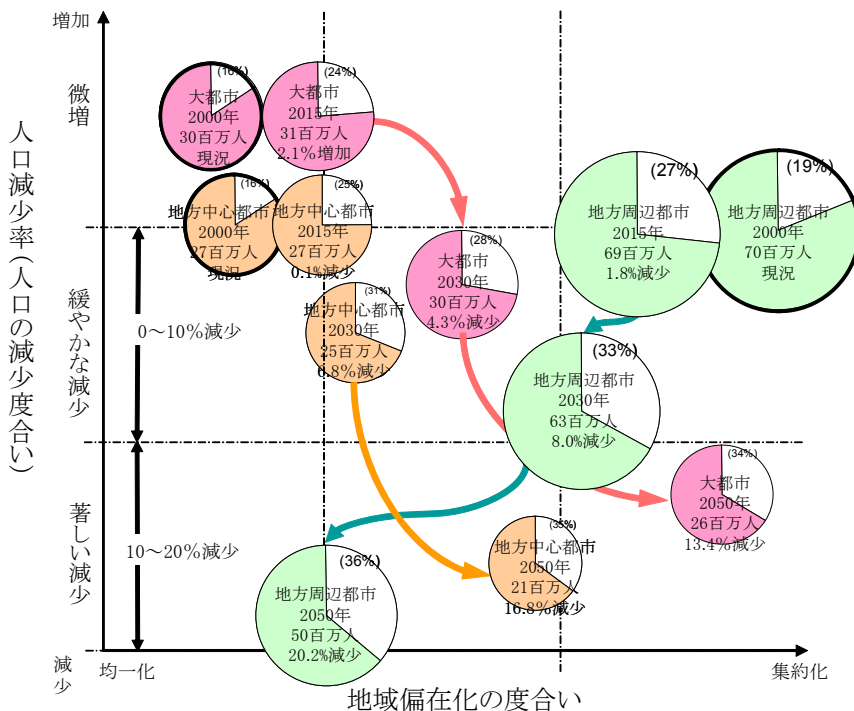 増加
微増
緩やかな減少
著しい減少
減少
人口減少率(人口の減少度合い)
(16%)
大都市
2000年
30百万人
現況
(24%)
大都市
2015年
31百万人
2.1%増加
(16%)
地方中心都市
2000年
27百万人
現況
(25%)
地方中心都市
2015年
27百万人
0.1%減少
(27%)
地方周辺都市
2015年
69百万人
1.8%減少
(19%)
地方周辺都市
2000年
70百万人
現況
(28%)
大都市
2030年
30百万人
4.3%減少
(31%)
地方中心都市
2030年
25百万人
6.8%減少
0~10%減少
(33%)
地方周辺都市
2030年
63百万人
8.0%減少
(34%)
大都市
2050年
26百万人
13.4%減少
10~20%減少
(35%)
地方中心都市
2050年
21百万人
16.8%減少
(36%)
地方周辺都市
2050年
50百万人
20.2%減少
均一化
集約化
地域偏在化の度合い